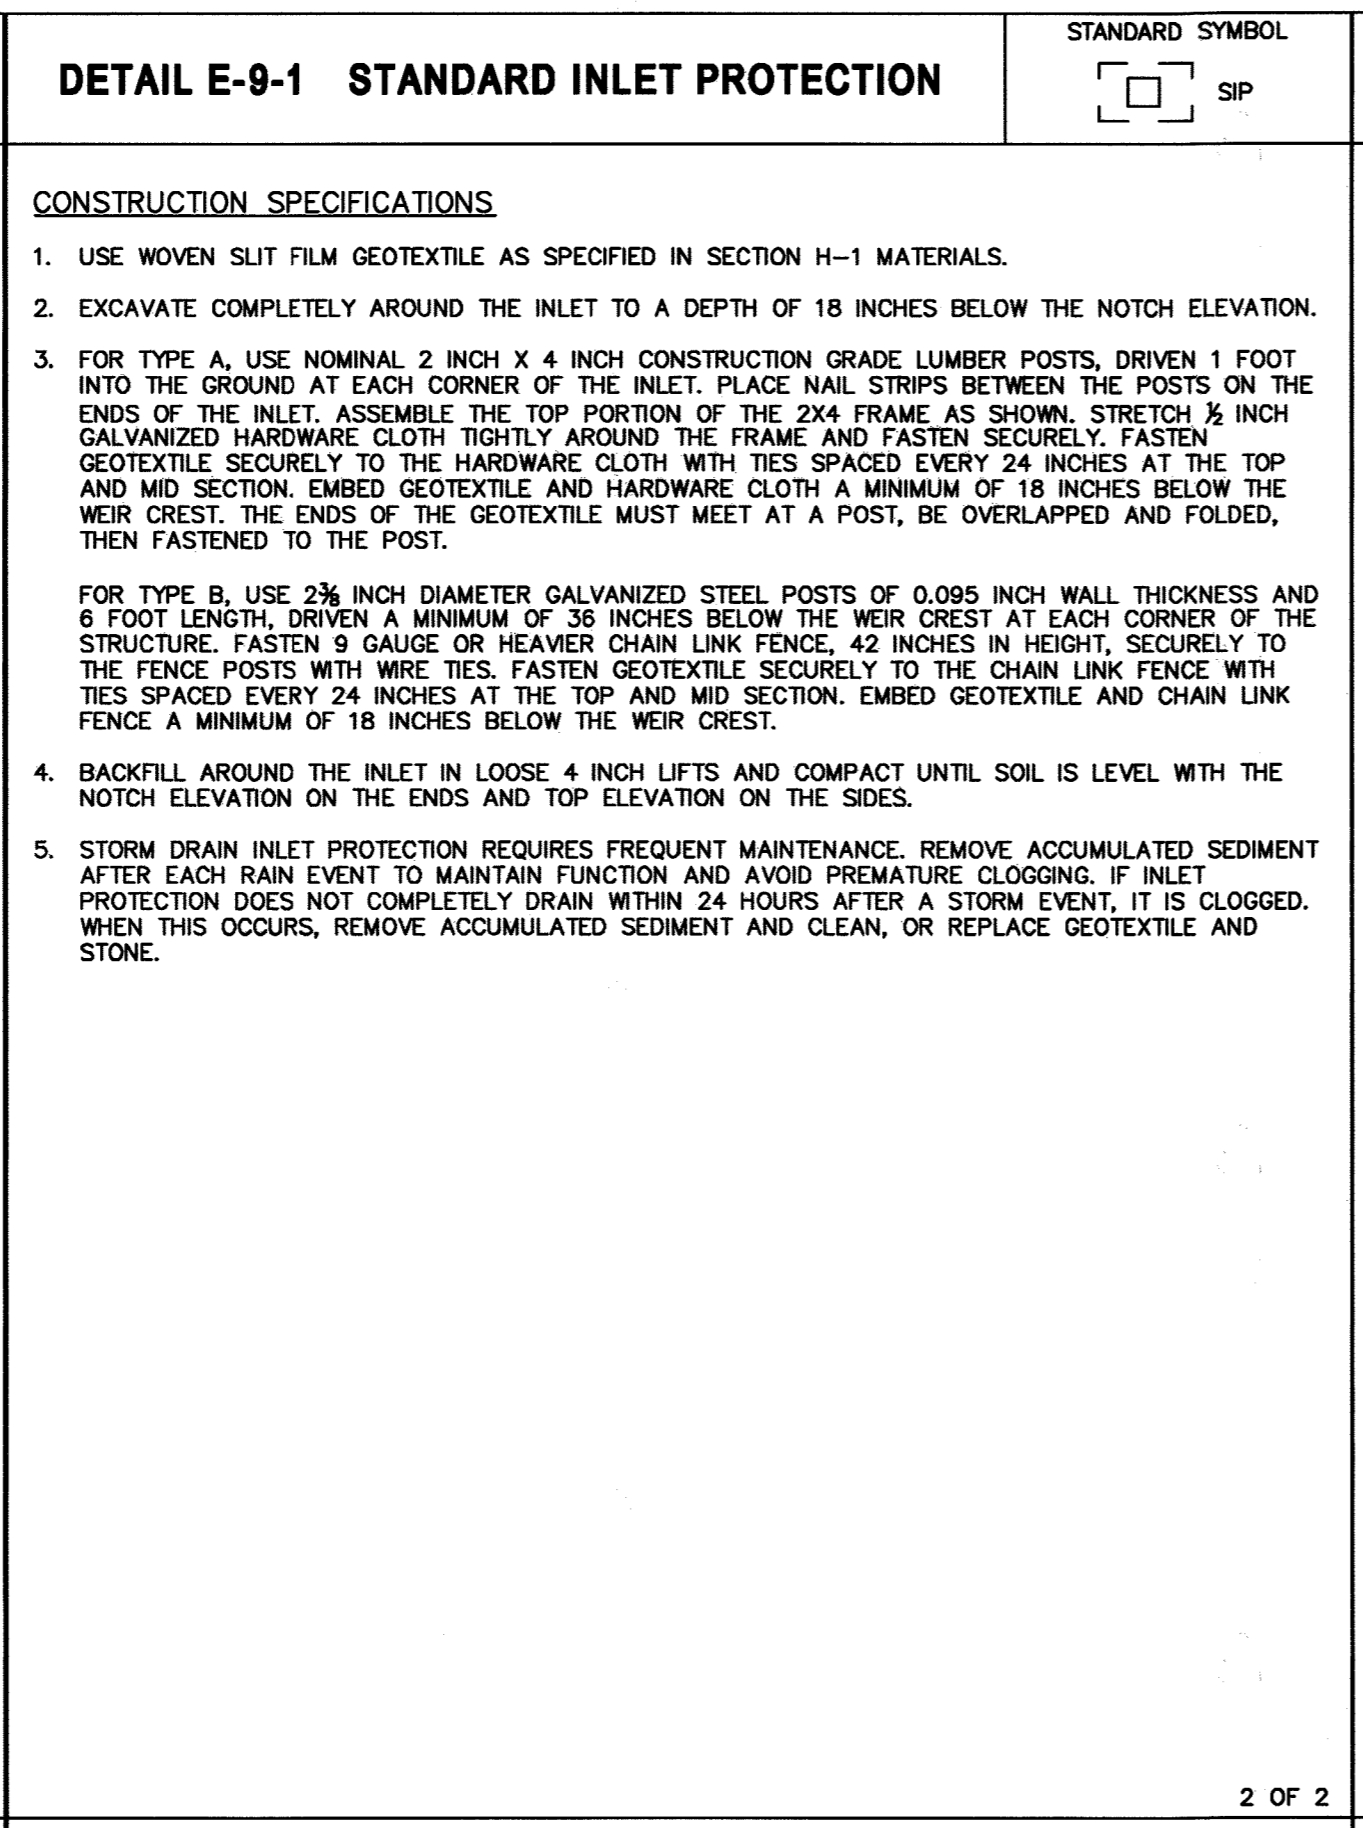 STANDARD SYMBOL
DETAIL E-9-1 STANDARD INLET PROTECTION
SIP
CONSTRUCTION SPECIFICATIONS
1. USE WOVEN SLIT FILM GEOTEXTILE AS SPECIFIED IN SECTION H-1 MATERIALS.
2. EXCAVATE COMPLETELY AROUND THE INLET TO A DEPTH OF 18 INCHES BELOW THE NOTCH ELEVATION.
3. FOR TYPE A, USE NOMINAL 2 INCH X 4 INCH CONSTRUCTION GRADE LUMBER POSTS, DRIVEN 1 FOOT
INTO THE GROUND AT EACH CORNER OF THE INLET. PLACE NAIL STRIPS BETWEEN THE POSTS ON THE
ENDS OF THE INLET. ASSEMBLE THE TOP PORTION OF THE 2X4 FRAME AS SHOWN. STRETCH ½ INCH
GALVANIZED HARDWARE CLOTH TIGHTLY AROUND THE FRAME AND FASTEN SECURELY. FASTEN
GEOTEXTILE SECURELY TO THE HARDWARE CLOTH WITH TIES SPACED EVERY 24 INCHES AT THE TOP
AND MID SECTION. EMBED GEOTEXTILE AND HARDWARE CLOTH A MINIMUM OF 18 INCHES BELOW THE
WEIR CREST. THE ENDS OF THE GEOTEXTILE MUST MEET AT A POST, BE OVERLAPPED AND FOLDED,
THEN FASTENED TO THE POST.
FOR TYPE B, USE 2⅜ INCH DIAMETER GALVANIZED STEEL POSTS OF 0.095 INCH WALL THICKNESS AND
6 FOOT LENGTH, DRIVEN A MINIMUM OF 36 INCHES BELOW THE WEIR CREST AT EACH CORNER OF THE
STRUCTURE. FASTEN 9 GAUGE OR HEAVIER CHAIN LINK FENCE, 42 INCHES IN HEIGHT, SECURELY TO
THE FENCE POSTS WITH WIRE TIES. FASTEN GEOTEXTILE SECURELY TO THE CHAIN LINK FENCE WITH
TIES SPACED EVERY 24 INCHES AT THE TOP AND MID SECTION. EMBED GEOTEXTILE AND CHAIN LINK
FENCE A MINIMUM OF 18 INCHES BELOW THE WEIR CREST.
4. BACKFILL AROUND THE INLET IN LOOSE 4 INCH LIFTS AND COMPACT UNTIL SOIL IS LEVEL WITH THE
NOTCH ELEVATION ON THE ENDS AND TOP ELEVATION ON THE SIDES.
5. STORM DRAIN INLET PROTECTION REQUIRES FREQUENT MAINTENANCE. REMOVE ACCUMULATED SEDIMENT
AFTER EACH RAIN EVENT TO MAINTAIN FUNCTION AND AVOID PREMATURE CLOGGING. IF INLET
PROTECTION DOES NOT COMPLETELY DRAIN WITHIN 24 HOURS AFTER A STORM EVENT, IT IS CLOGGED.
WHEN THIS OCCURS, REMOVE ACCUMULATED SEDIMENT AND CLEAN, OR REPLACE GEOTEXTILE AND
STONE.
2 OF 2